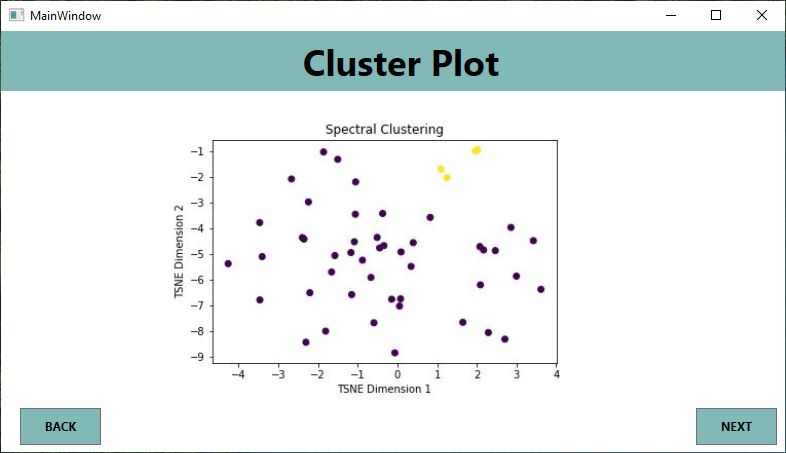 MainWindow
Cluster Plot
Spectral Clustering
−1
−2
−3
−4
−5
−6
−7
−8
−9
TSNE Dimension 2
−4 −3 −2 −1 0 1 2 3 4
TSNE Dimension 1
BACK NEXT